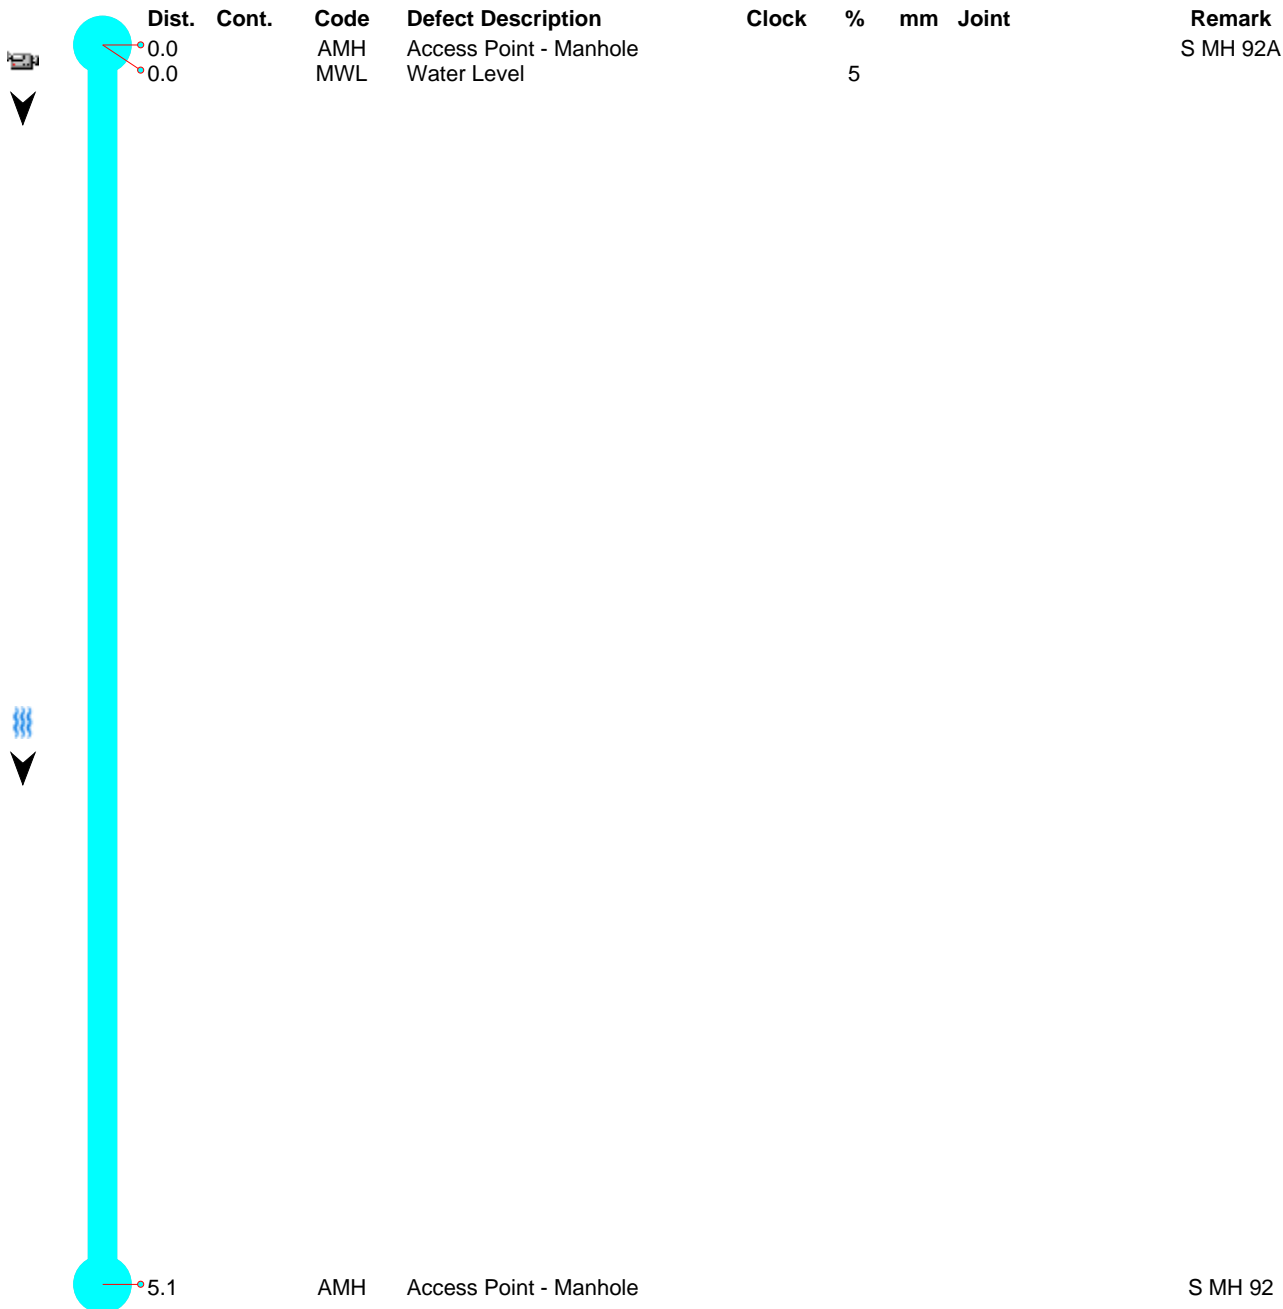 Dist. Cont. Code Defect Description Clock % mm Joint Remark
0.0 AMH Access Point - Manhole S MH 92A
0.0 MWL Water Level 5
5.1 AMH Access Point - Manhole S MH 92